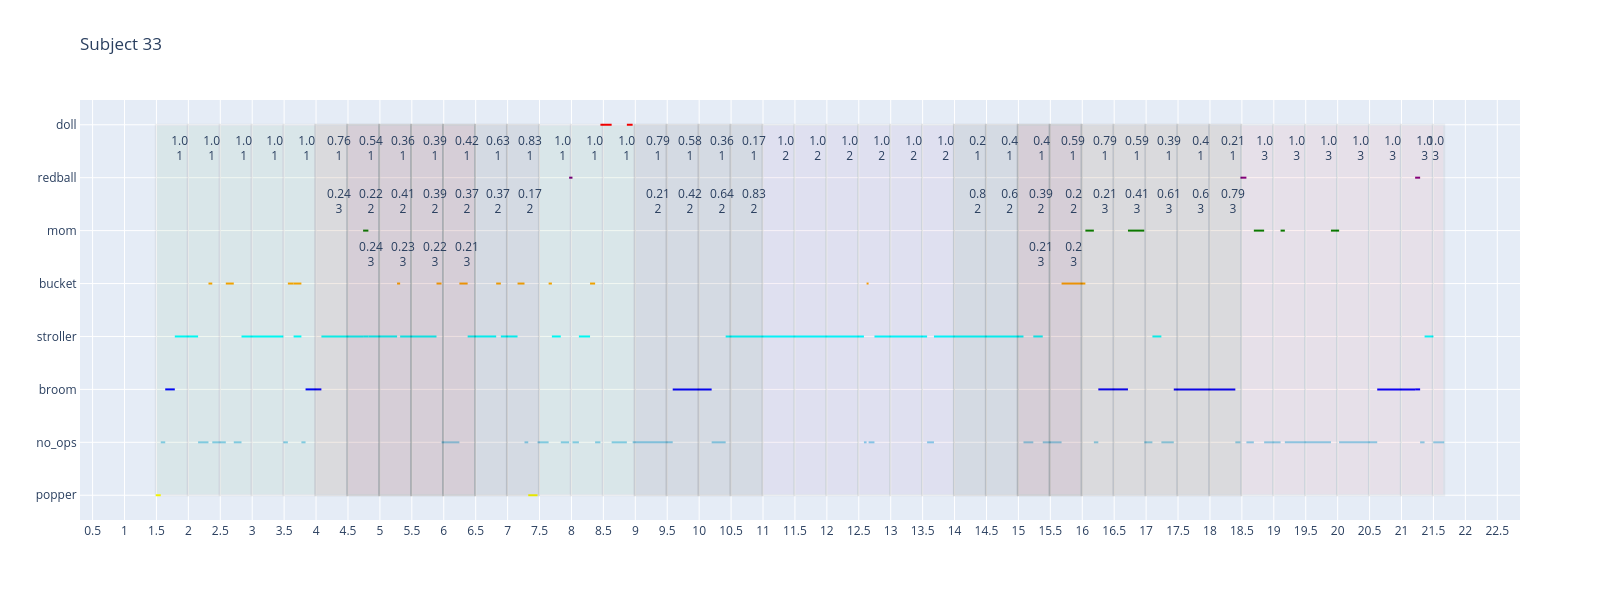 Subject 33
doll
1.0 1.0 1.0 1.0 1.0 0.76 0.54 0.36 0.39 0.42 0.63 0.83 1.0 1.0 1.0 0.79 0.58 0.36 0.17 1.0 1.0 1.0 1.0 1.0 1.0 0.2 0.4 0.4 0.59 0.79 0.59 0.39 0.4 0.21 1.0 1.0 1.0 1.0 1.0 1.0 1.0
1 1 1 1 1 1 1 1 1 1 1 1 1 1 1 1 1 1 1 2 2 2 2 2 2 1 1 1 1 1 1 1 1 1 3 3 3 3 3 3 3
redball
0.24 0.22 0.41 0.39 0.37 0.37 0.17 0.21 0.42 0.64 0.83 0.8 0.6 0.39 0.2 0.21 0.41 0.61 0.6 0.79
3 2 2 2 2 2 2 2 2 2 2 2 2 2 2 3 3 3 3 3
mom
0.24 0.23 0.22 0.21 0.21 0.2
3 3 3 3 3 3
bucket
stroller
broom
no_ops
popper
0.5 1 1.5 2 2.5 3 3.5 4 4.5 5 5.5 6 6.5 7 7.5 8 8.5 9 9.5 10 10.5 11 11.5 12 12.5 13 13.5 14 14.5 15 15.5 16 16.5 17 17.5 18 18.5 19 19.5 20 20.5 21 21.5 22 22.5